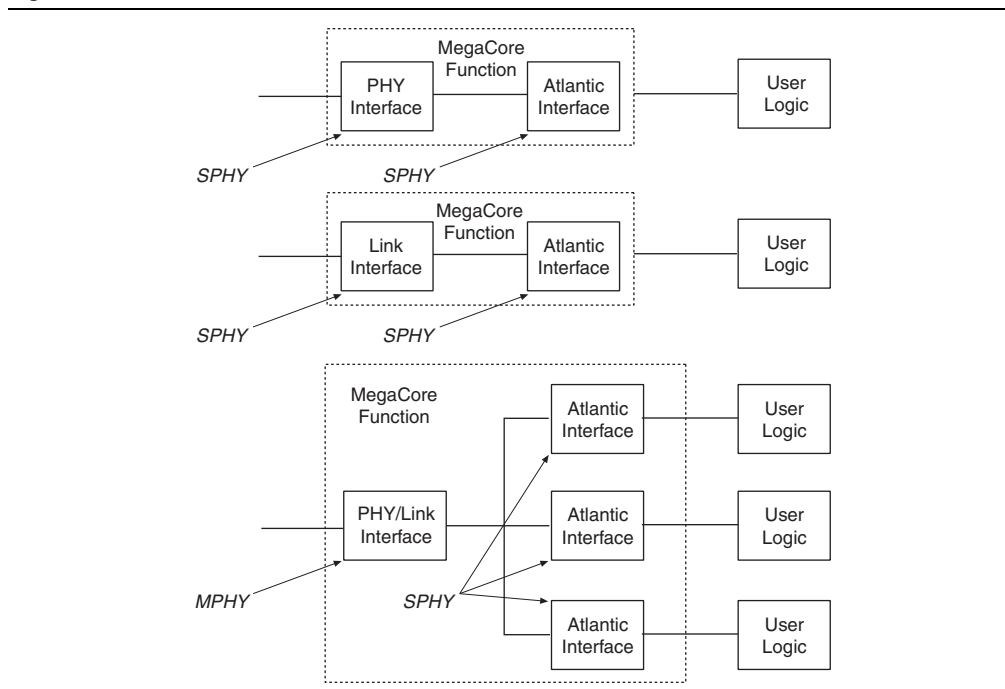 MegaCore
Function
PHY
Interface
Atlantic
Interface
User
Logic
SPHY
SPHY
MegaCore
Function
Link
Interface
Atlantic
Interface
User
Logic
SPHY
SPHY
MegaCore
Function
Atlantic
Interface
User
Logic
PHY/Link
Interface
Atlantic
Interface
User
Logic
MPHY
SPHY
Atlantic
Interface
User
Logic